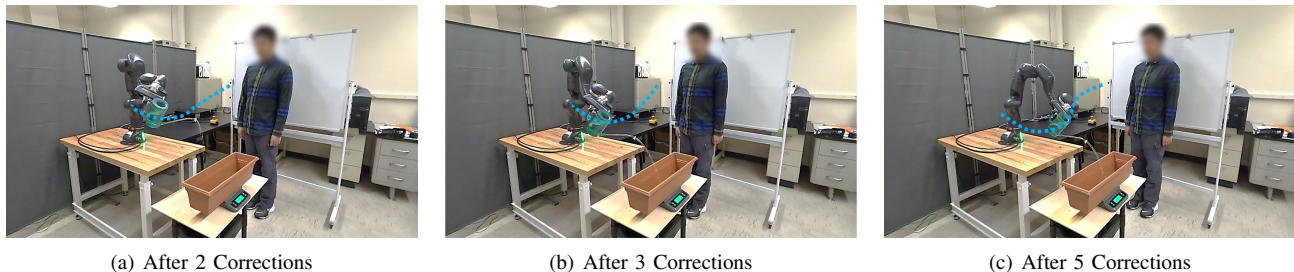 (a) After 2 Corrections
(b) After 3 Corrections
(c) After 5 Corrections